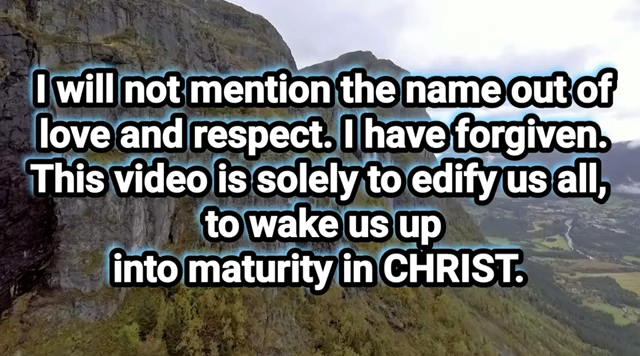 I will not mention the name out of
love and respect. I have forgiven.
This video is solely to edify us all,
to wake us up
into maturity in CHRIST.